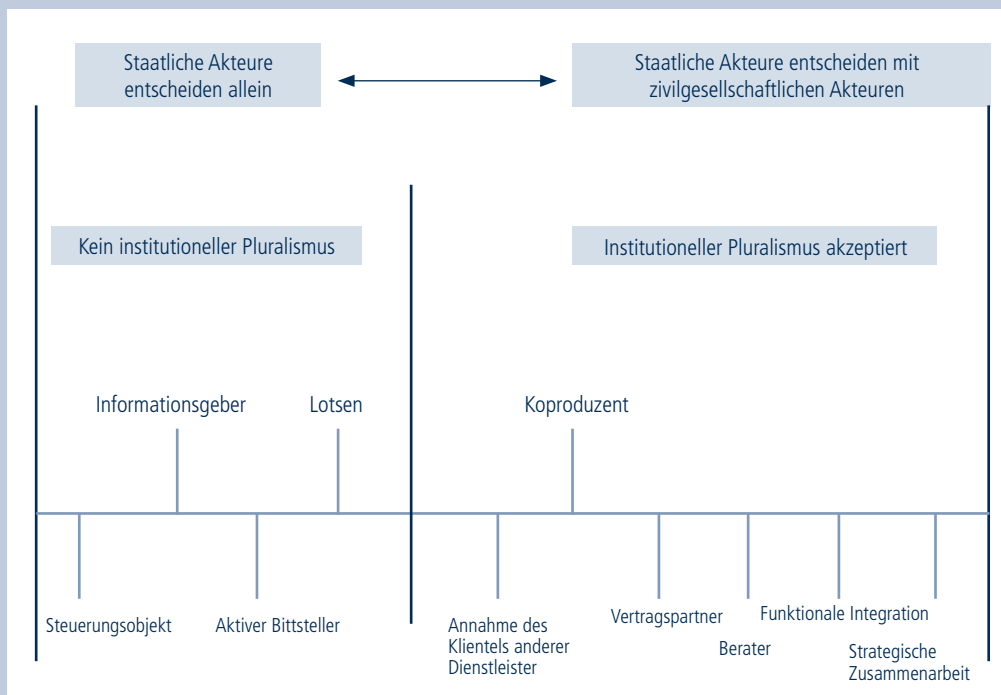 Staatliche Akteure
entscheiden allein
Staatliche Akteure entscheiden mit
zivilgesellschaftlichen Akteuren
Kein institutioneller Pluralismus
Institutioneller Pluralismus akzeptiert
Informationsgeber
Lotsen
Koproduzent
Steuerungsobjekt
Aktiver Bittsteller
Annahme des
Klientels anderer
Dienstleister
Vertragspartner
Berater
Funktionale Integration
Strategische
Zusammenarbeit